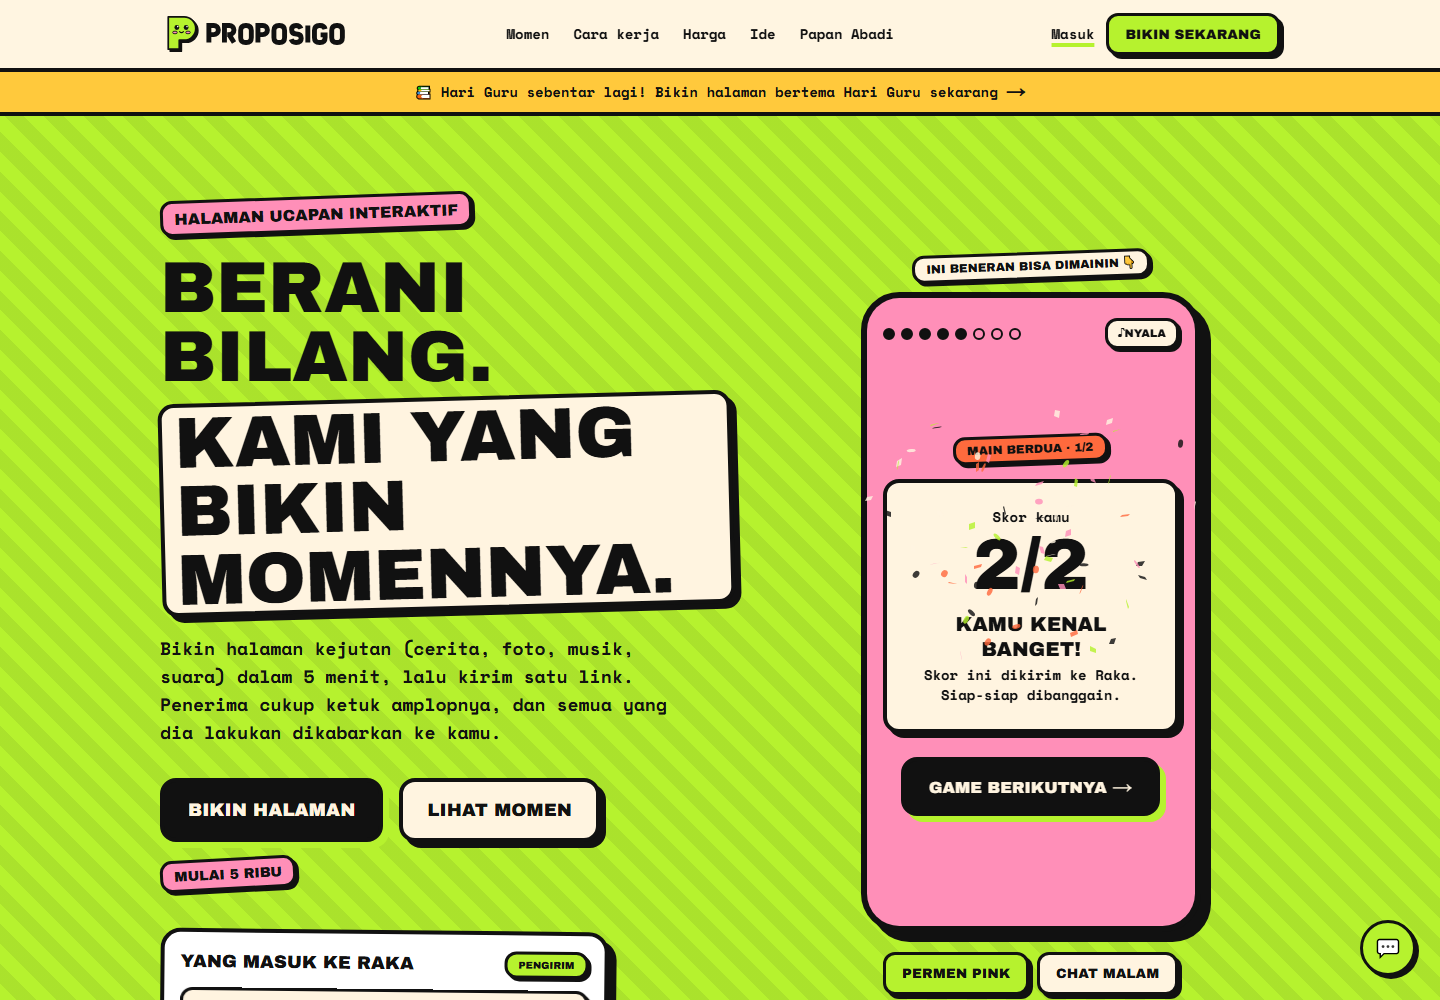 PROPOSIGO
Momen Cara kerja Harga Ide Papan Abadi
Masuk BIKIN SEKARANG
📚 Hari Guru sebentar lagi! Bikin halaman bertema Hari Guru sekarang →
HALAMAN UCAPAN INTERAKTIF
BERANI
BILANG.
KAMI YANG
BIKIN
MOMENNYA.
Bikin halaman kejutan (cerita, foto, musik,
suara) dalam 5 menit, lalu kirim satu link.
Penerima cukup ketuk amplopnya, dan semua yang
dia lakukan dikabarkan ke kamu.
BIKIN HALAMAN LIHAT MOMEN
MULAI 5 RIBU
YANG MASUK KE RAKA PENGIRIM
INI BENERAN BISA DIMAININ 👇
♪NYALA
MAIN BERDUA · 1/2
Skor kamu
2/2
KAMU KENAL
BANGET!
Skor ini dikirim ke Raka.
Siap-siap dibanggain.
GAME BERIKUTNYA →
PERMEN PINK CHAT MALAM